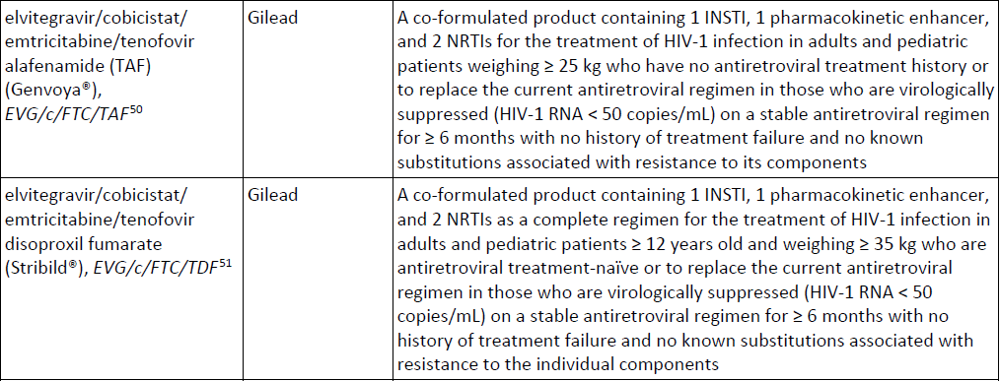 elvitegravir/cobicistat/
emtricitabine/tenofovir
alafenamide (TAF)
(Genvoya®),
EVG/c/FTC/TAF50
Gilead
A co-formulated product containing 1 INSTI, 1 pharmacokinetic enhancer,
and 2 NRTIs for the treatment of HIV-1 infection in adults and pediatric
patients weighing ≥ 25 kg who have no antiretroviral treatment history or
to replace the current antiretroviral regimen in those who are virologically
suppressed (HIV-1 RNA < 50 copies/mL) on a stable antiretroviral regimen
for ≥ 6 months with no history of treatment failure and no known
substitutions associated with resistance to its components
elvitegravir/cobicistat/
emtricitabine/tenofovir
disoproxil fumarate
(Stribild®), EVG/c/FTC/TDF51
Gilead
A co-formulated product containing 1 INSTI, 1 pharmacokinetic enhancer,
and 2 NRTIs as a complete regimen for the treatment of HIV-1 infection in
adults and pediatric patients ≥ 12 years old and weighing ≥ 35 kg who are
antiretroviral treatment-naïve or to replace the current antiretroviral
regimen in those who are virologically suppressed (HIV-1 RNA < 50
copies/mL) on a stable antiretroviral regimen for ≥ 6 months with no
history of treatment failure and no known substitutions associated with
resistance to the individual components